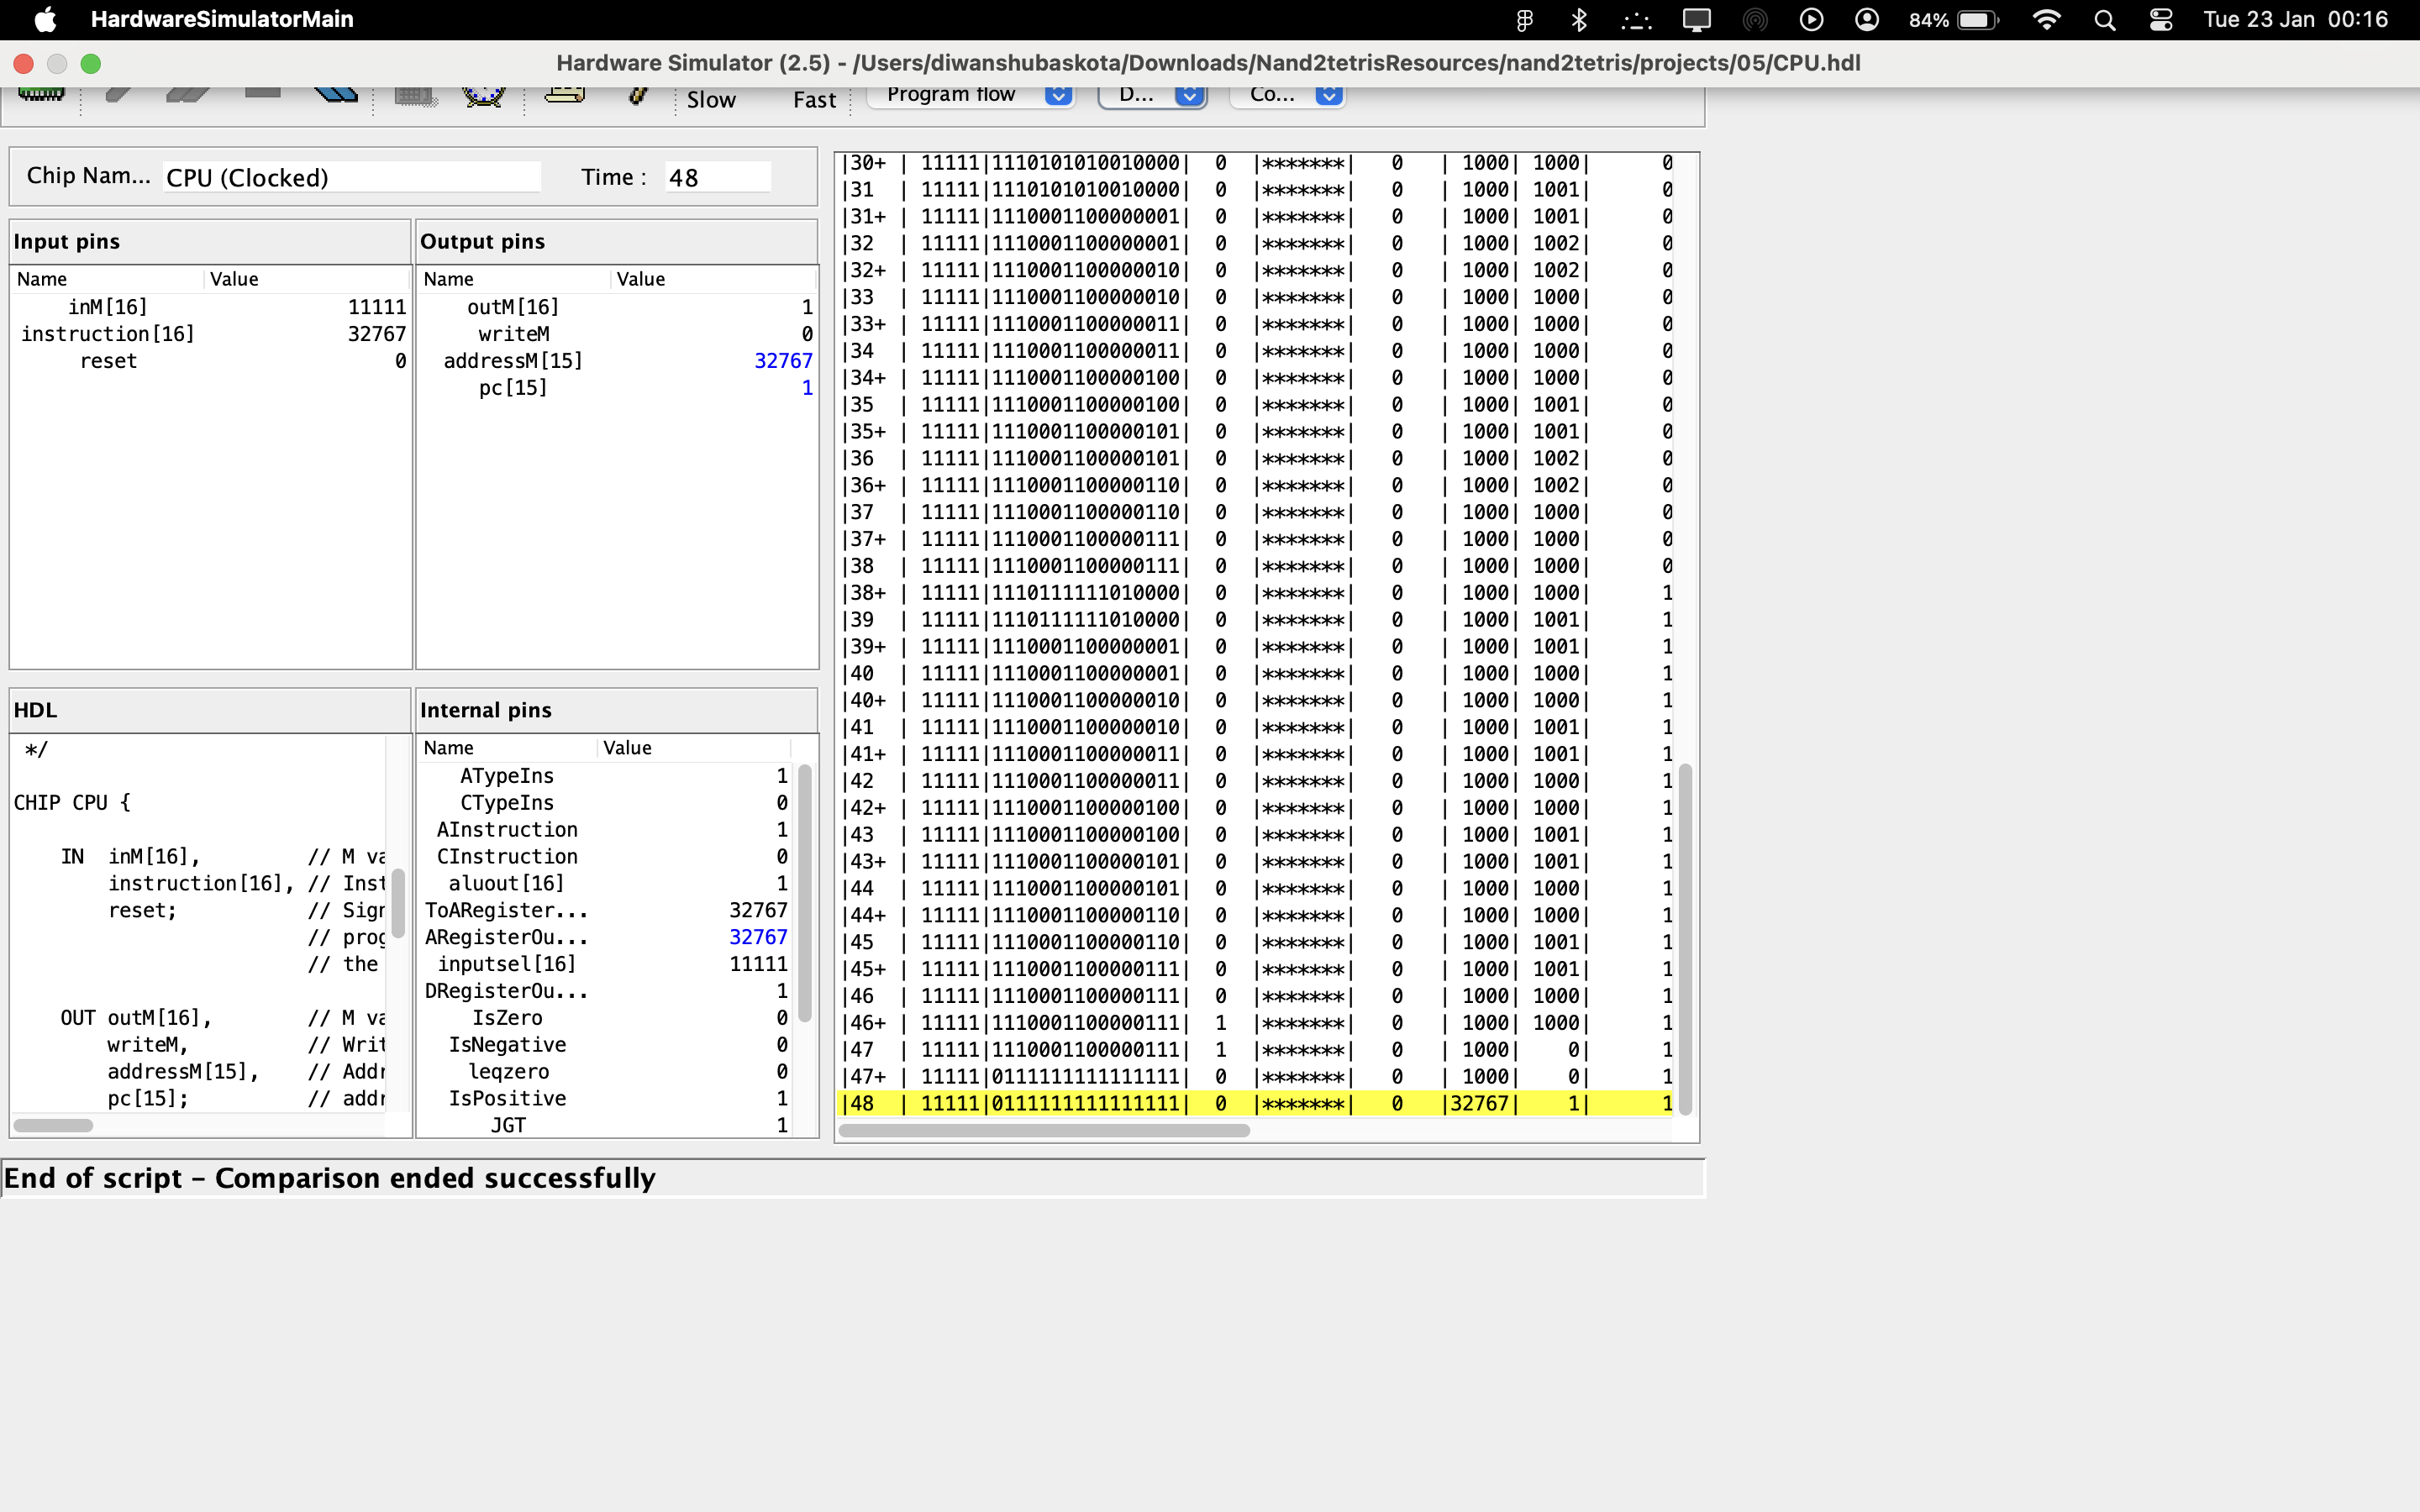 HardwareSimulatorMain 84% Tue 23 Jan 00:16
Hardware Simulator (2.5) - /Users/diwanshubaskota/Downloads/Nand2tetrisResources/nand2tetris/projects/05/CPU.hdl
Slow Fast Program flow D... Co...
Chip Nam... CPU (Clocked) Time : 48
Input pins
Name Value
inM[16] 11111
instruction[16] 32767
reset 0
Output pins
Name Value
outM[16] 1
writeM 0
addressM[15] 32767
pc[15] 1
HDL
*/
CHIP CPU {
IN inM[16], // M va
instruction[16], // Inst
reset; // Sign
// prog
// the
OUT outM[16], // M va
writeM, // Writ
addressM[15], // Addr
pc[15]; // addr
Internal pins
Name Value
ATypeIns 1
CTypeIns 0
AInstruction 1
CInstruction 0
aluout[16] 1
ToARegister... 32767
ARegisterOu... 32767
inputsel[16] 11111
DRegisterOu... 1
IsZero 0
IsNegative 0
leqzero 0
IsPositive 1
JGT 1
|30+ | 11111|1110101010010000| 0 |*******| 0 | 1000| 1000| 0
|31 | 11111|1110101010010000| 0 |*******| 0 | 1000| 1001| 0
|31+ | 11111|1110001100000001| 0 |*******| 0 | 1000| 1001| 0
|32 | 11111|1110001100000001| 0 |*******| 0 | 1000| 1002| 0
|32+ | 11111|1110001100000010| 0 |*******| 0 | 1000| 1002| 0
|33 | 11111|1110001100000010| 0 |*******| 0 | 1000| 1000| 0
|33+ | 11111|1110001100000011| 0 |*******| 0 | 1000| 1000| 0
|34 | 11111|1110001100000011| 0 |*******| 0 | 1000| 1000| 0
|34+ | 11111|1110001100000100| 0 |*******| 0 | 1000| 1000| 0
|35 | 11111|1110001100000100| 0 |*******| 0 | 1000| 1001| 0
|35+ | 11111|1110001100000101| 0 |*******| 0 | 1000| 1001| 0
|36 | 11111|1110001100000101| 0 |*******| 0 | 1000| 1002| 0
|36+ | 11111|1110001100000110| 0 |*******| 0 | 1000| 1002| 0
|37 | 11111|1110001100000110| 0 |*******| 0 | 1000| 1000| 0
|37+ | 11111|1110001100000111| 0 |*******| 0 | 1000| 1000| 0
|38 | 11111|1110001100000111| 0 |*******| 0 | 1000| 1000| 0
|38+ | 11111|1110111111010000| 0 |*******| 0 | 1000| 1000| 1
|39 | 11111|1110111111010000| 0 |*******| 0 | 1000| 1001| 1
|39+ | 11111|1110001100000001| 0 |*******| 0 | 1000| 1001| 1
|40 | 11111|1110001100000001| 0 |*******| 0 | 1000| 1000| 1
|40+ | 11111|1110001100000010| 0 |*******| 0 | 1000| 1000| 1
|41 | 11111|1110001100000010| 0 |*******| 0 | 1000| 1001| 1
|41+ | 11111|1110001100000011| 0 |*******| 0 | 1000| 1001| 1
|42 | 11111|1110001100000011| 0 |*******| 0 | 1000| 1000| 1
|42+ | 11111|1110001100000100| 0 |*******| 0 | 1000| 1000| 1
|43 | 11111|1110001100000100| 0 |*******| 0 | 1000| 1001| 1
|43+ | 11111|1110001100000101| 0 |*******| 0 | 1000| 1001| 1
|44 | 11111|1110001100000101| 0 |*******| 0 | 1000| 1000| 1
|44+ | 11111|1110001100000110| 0 |*******| 0 | 1000| 1000| 1
|45 | 11111|1110001100000110| 0 |*******| 0 | 1000| 1001| 1
|45+ | 11111|1110001100000111| 0 |*******| 0 | 1000| 1001| 1
|46 | 11111|1110001100000111| 0 |*******| 0 | 1000| 1000| 1
|46+ | 11111|1110001100000111| 1 |*******| 0 | 1000| 1000| 1
|47 | 11111|1110001100000111| 1 |*******| 0 | 1000| 0| 1
|47+ | 11111|0111111111111111| 0 |*******| 0 | 1000| 0| 1
|48 | 11111|0111111111111111| 0 |*******| 0 |32767| 1| 1
End of script – Comparison ended successfully